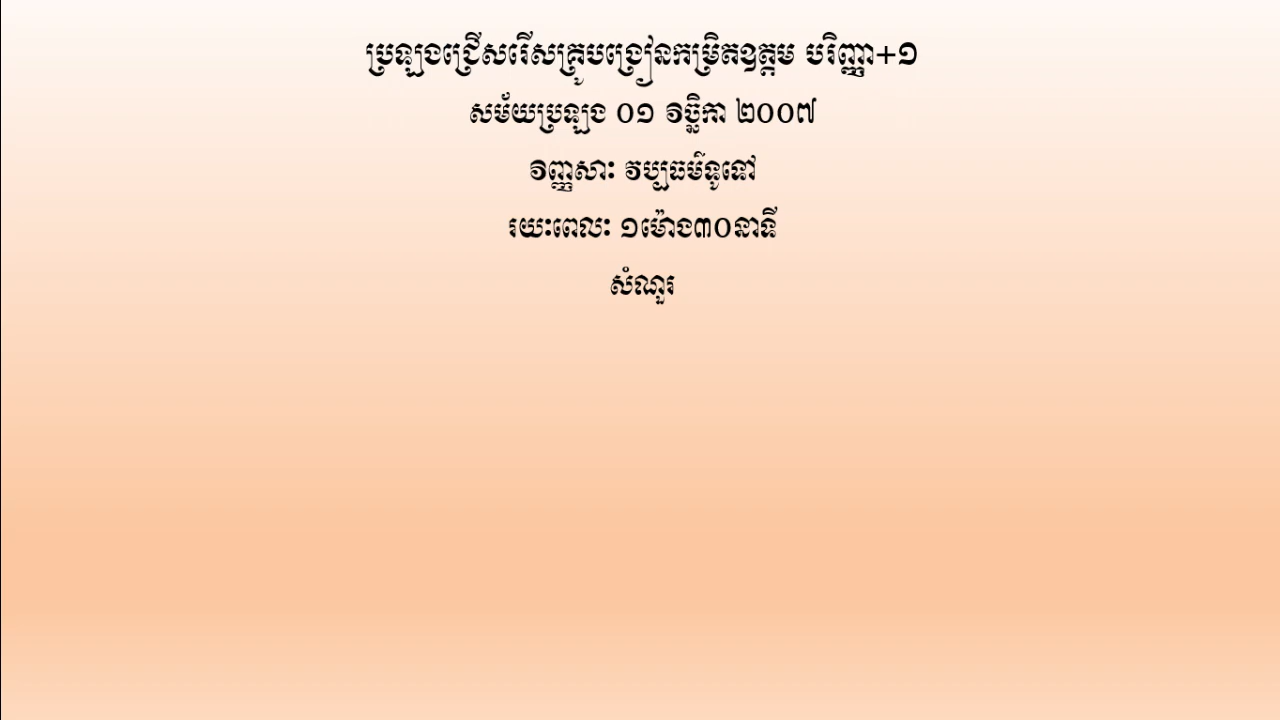 ប្រឡងជ្រើសរើសគ្រូបង្រៀនកម្រិតឧត្តម បរិញ្ញា+១
សម័យប្រឡង ០១ វិច្ឆិកា ២០០៧
វិញ្ញាសាៈ វប្បធម៌ទូទៅ
រយៈពេលៈ ១ម៉ោង៣០នាទី
សំណួរ